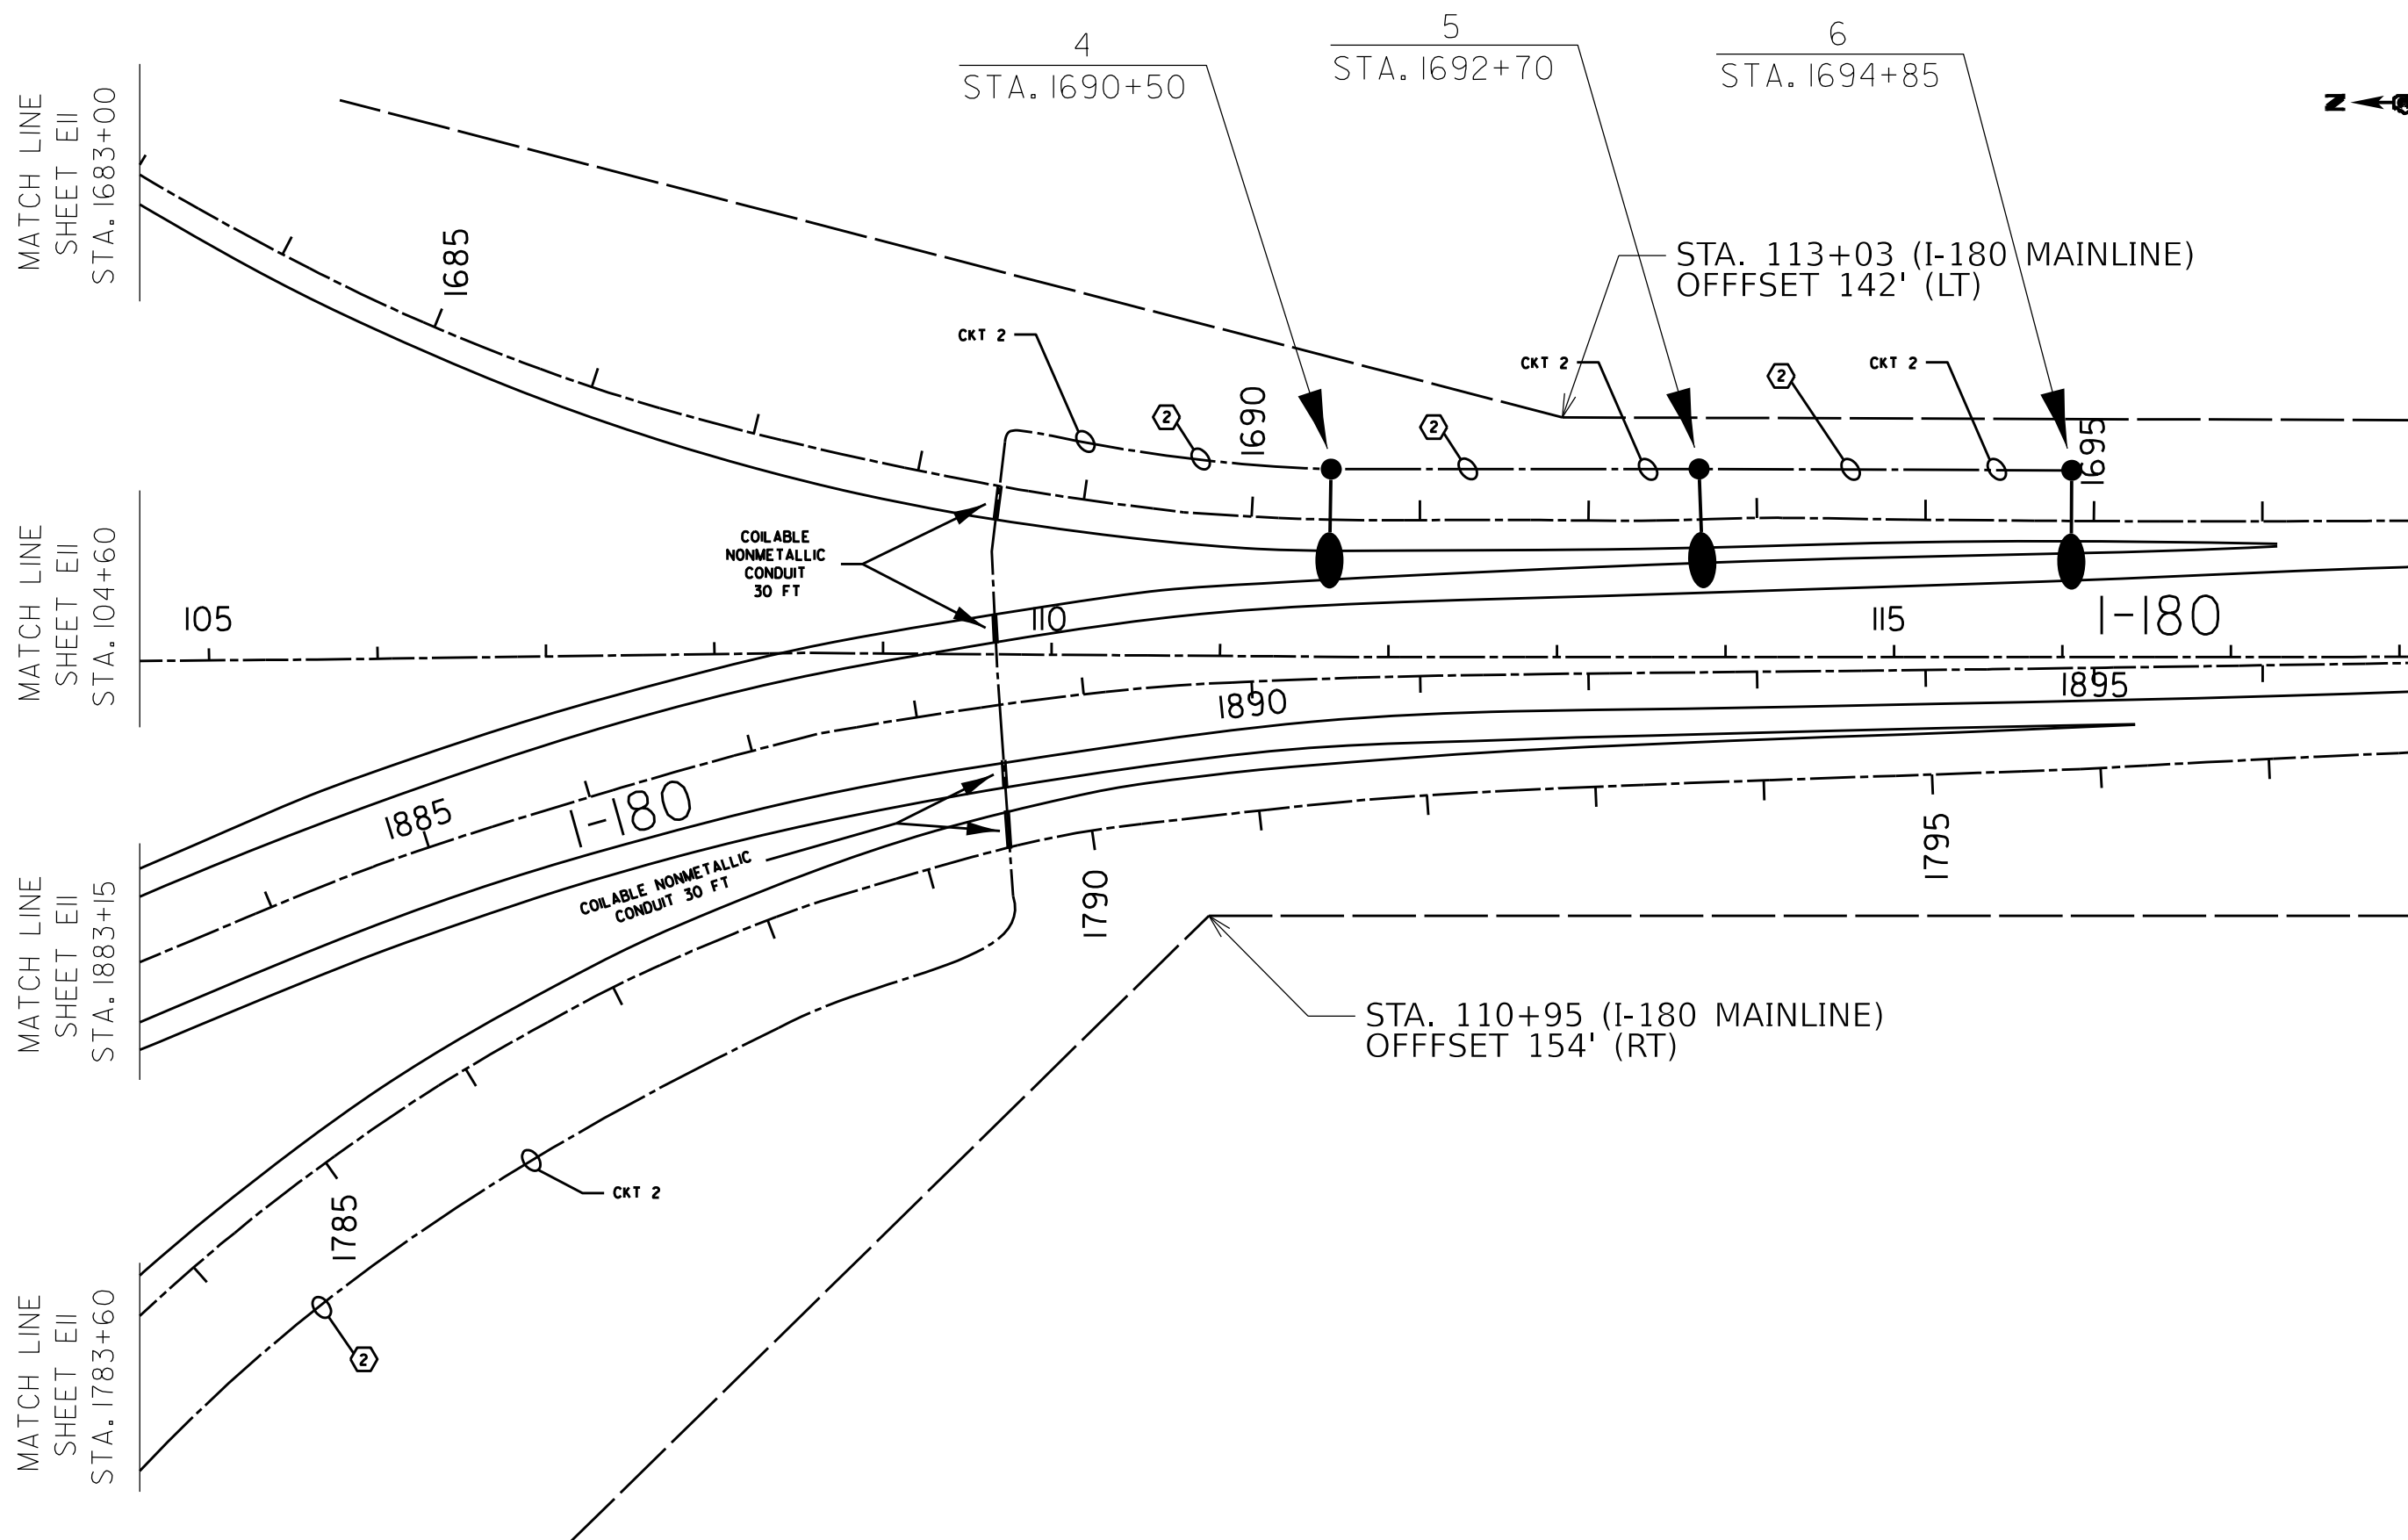 4
STA. 1690+50
5
STA. 1692+70
6
STA. 1694+85
N
MATCH LINE
SHEET E11
STA. 1683+00
1685
STA. 113+03 (I-180 MAINLINE)
OFFFSET 142' (LT)
CKT 2
CKT 2
CKT 2
2
2
2
1690
1695
COILABLE
NONMETALLIC
CONDUIT
30 FT
MATCH LINE
SHEET E11
STA. 104+60
105
110
115
I-180
1890
1895
1885
I-180
COILABLE NONMETALLIC
CONDUIT 30 FT
MATCH LINE
SHEET E11
STA. 1883+15
1790
1795
STA. 110+95 (I-180 MAINLINE)
OFFFSET 154' (RT)
CKT 2
1785
2
MATCH LINE
SHEET E11
STA. 1783+60